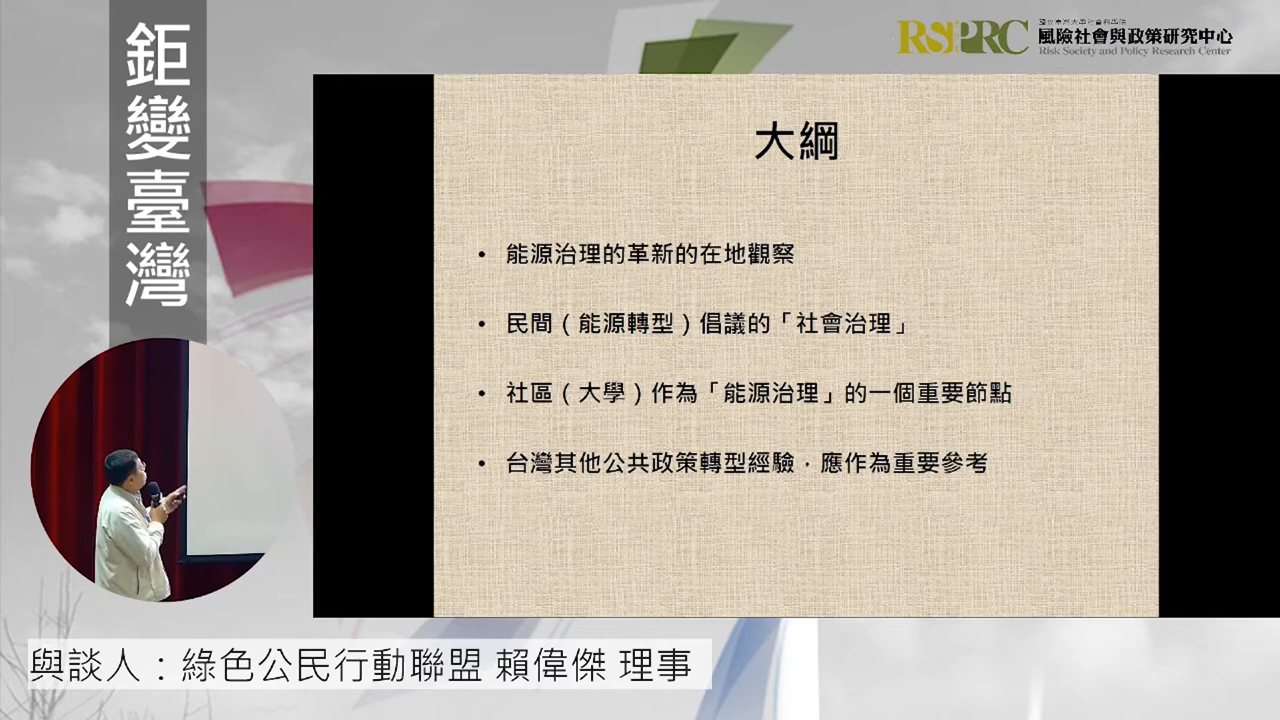 鉅變臺灣
RSPRC
風險社會與政策研究中心
Risk Society and Policy Research Center
大綱
• 能源治理的革新的在地觀察
• 民間（能源轉型）倡議的「社會治理」
• 社區（大學）作為「能源治理」的一個重要節點
• 台灣其他公共政策轉型經驗，應作為重要參考
與談人：綠色公民行動聯盟 賴偉傑 理事